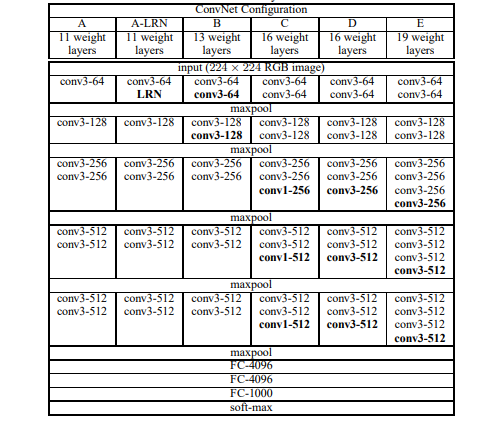 ConvNet Configuration
A A-LRN B C D E
11 weight 11 weight 13 weight 16 weight 16 weight 19 weight
layers layers layers layers layers layers
input (224 × 224 RGB image)
conv3-64 conv3-64 conv3-64 conv3-64 conv3-64 conv3-64
LRN conv3-64 conv3-64 conv3-64 conv3-64
maxpool
conv3-128 conv3-128 conv3-128 conv3-128 conv3-128 conv3-128
conv3-128 conv3-128 conv3-128 conv3-128
maxpool
conv3-256 conv3-256 conv3-256 conv3-256 conv3-256 conv3-256
conv3-256 conv3-256 conv3-256 conv3-256 conv3-256 conv3-256
conv1-256 conv3-256 conv3-256
conv3-256
maxpool
conv3-512 conv3-512 conv3-512 conv3-512 conv3-512 conv3-512
conv3-512 conv3-512 conv3-512 conv3-512 conv3-512 conv3-512
conv1-512 conv3-512 conv3-512
conv3-512
maxpool
conv3-512 conv3-512 conv3-512 conv3-512 conv3-512 conv3-512
conv3-512 conv3-512 conv3-512 conv3-512 conv3-512 conv3-512
conv1-512 conv3-512 conv3-512
conv3-512
maxpool
FC-4096
FC-4096
FC-1000
soft-max